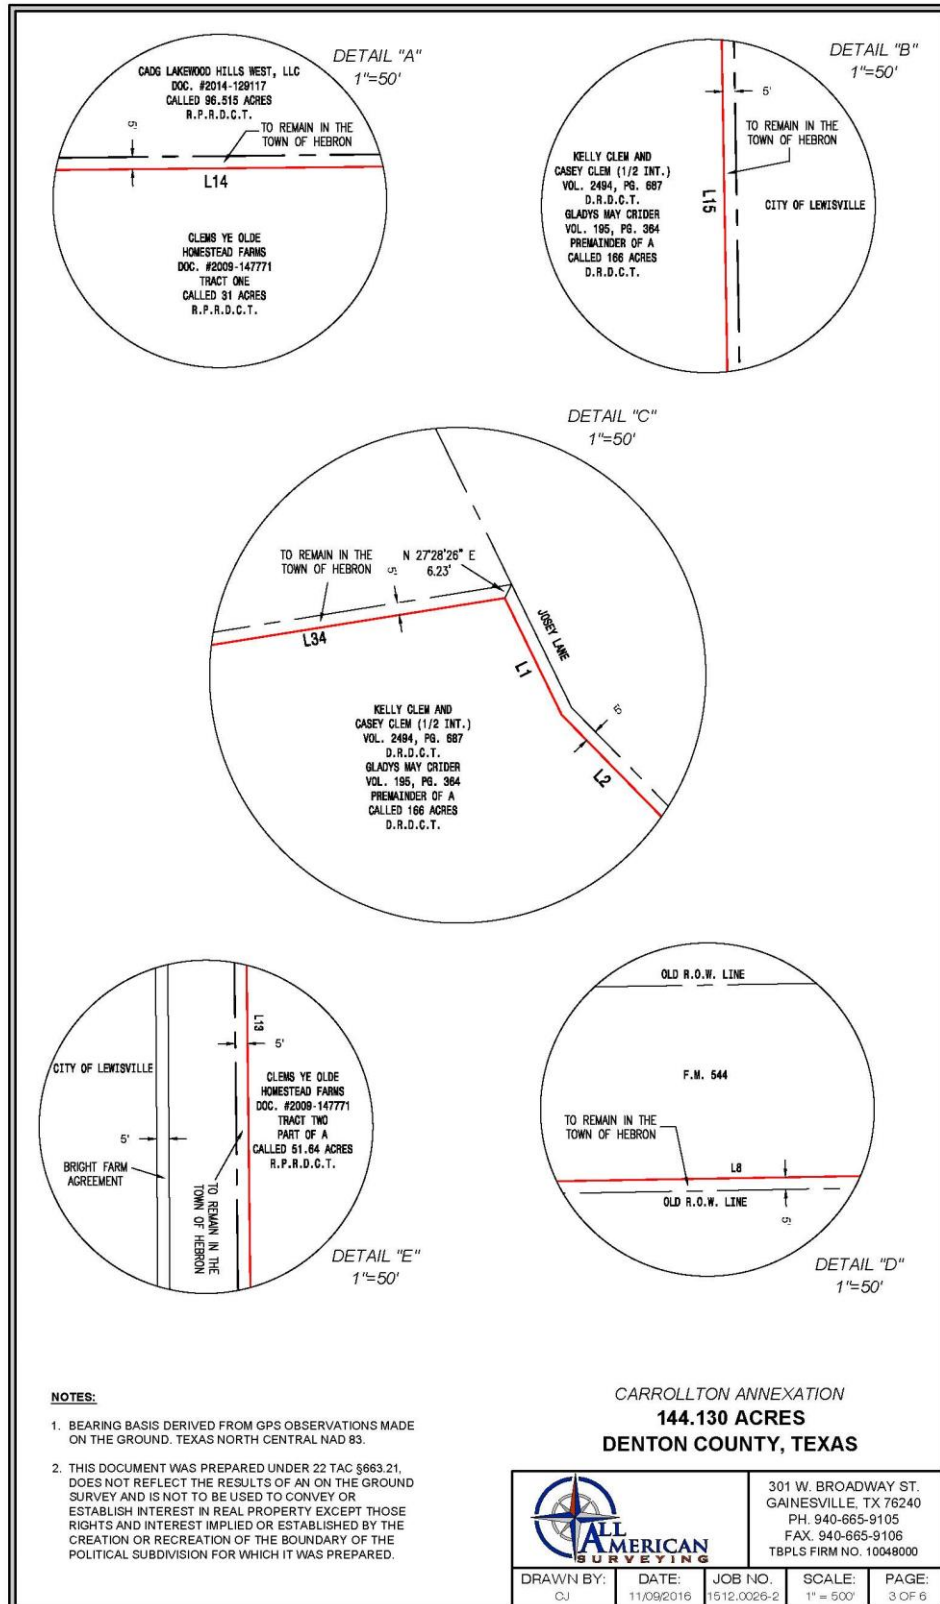 DETAIL "A"
1"=50'
CADG LAKEWOOD HILLS WEST, LLC
DOC. #2014-129117
CALLED 96.515 ACRES
R.P.R.D.C.T.
5'
TO REMAIN IN THE
TOWN OF HEBRON
L14
CLEMS YE OLDE
HOMESTEAD FARMS
DOC. #2009-147771
TRACT ONE
CALLED 31 ACRES
R.P.R.D.C.T.
DETAIL "B"
1"=50'
5'
TO REMAIN IN THE
TOWN OF HEBRON
KELLY CLEM AND
CASEY CLEM (1/2 INT.)
VOL. 2494, PG. 687
D.R.D.C.T.
GLADYS MAY CRIDER
VOL. 195, PG. 364
PREMAINDER OF A
CALLED 166 ACRES
D.R.D.C.T.
L15
CITY OF LEWISVILLE
DETAIL "C"
1"=50'
TO REMAIN IN THE
TOWN OF HEBRON
5'
N 27°28'26" E
6.23'
L34
JOSEY LANE
L1
5'
L2
KELLY CLEM AND
CASEY CLEM (1/2 INT.)
VOL. 2494, PG. 687
D.R.D.C.T.
GLADYS MAY CRIDER
VOL. 195, PG. 364
PREMAINDER OF A
CALLED 166 ACRES
D.R.D.C.T.
L13
5'
CITY OF LEWISVILLE
CLEMS YE OLDE
HOMESTEAD FARMS
DOC. #2009-147771
TRACT TWO
PART OF A
CALLED 51.64 ACRES
R.P.R.D.C.T.
5'
BRIGHT FARM
AGREEMENT
TO REMAIN IN THE
TOWN OF HEBRON
DETAIL "E"
1"=50'
OLD R.O.W. LINE
F.M. 544
TO REMAIN IN THE
TOWN OF HEBRON
L8
OLD R.O.W. LINE
5'
DETAIL "D"
1"=50'
NOTES:
1. BEARING BASIS DERIVED FROM GPS OBSERVATIONS MADE
ON THE GROUND. TEXAS NORTH CENTRAL NAD 83.
2. THIS DOCUMENT WAS PREPARED UNDER 22 TAC §663.21,
DOES NOT REFLECT THE RESULTS OF AN ON THE GROUND
SURVEY AND IS NOT TO BE USED TO CONVEY OR
ESTABLISH INTEREST IN REAL PROPERTY EXCEPT THOSE
RIGHTS AND INTEREST IMPLIED OR ESTABLISHED BY THE
CREATION OR RECREATION OF THE BOUNDARY OF THE
POLITICAL SUBDIVISION FOR WHICH IT WAS PREPARED.
CARROLLTON ANNEXATION
144.130 ACRES
DENTON COUNTY, TEXAS
ALL
AMERICAN
SURVEYING
301 W. BROADWAY ST.
GAINESVILLE, TX 76240
PH. 940-665-9105
FAX. 940-665-9106
TBPLS FIRM NO. 10048000
DRAWN BY:
CJ
DATE:
11/09/2016
JOB NO.
1512.0026-2
SCALE:
1" = 500'
PAGE:
3 OF 6